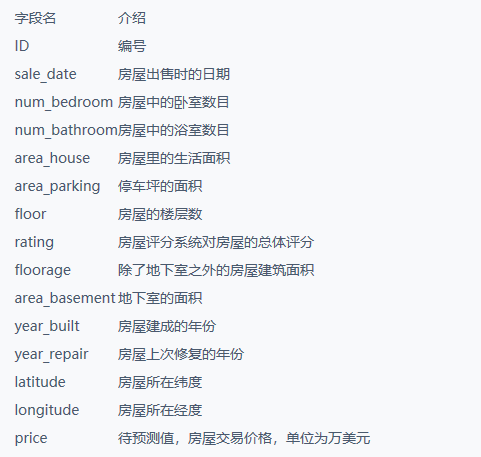 字段名 介绍
ID 编号
sale_date 房屋出售时的日期
num_bedroom 房屋中的卧室数目
num_bathroom 房屋中的浴室数目
area_house 房屋里的生活面积
area_parking 停车坪的面积
floor 房屋的楼层数
rating 房屋评分系统对房屋的总体评分
floorage 除了地下室之外的房屋建筑面积
area_basement 地下室的面积
year_built 房屋建成的年份
year_repair 房屋上次修复的年份
latitude 房屋所在纬度
longitude 房屋所在经度
price 待预测值，房屋交易价格，单位为万美元